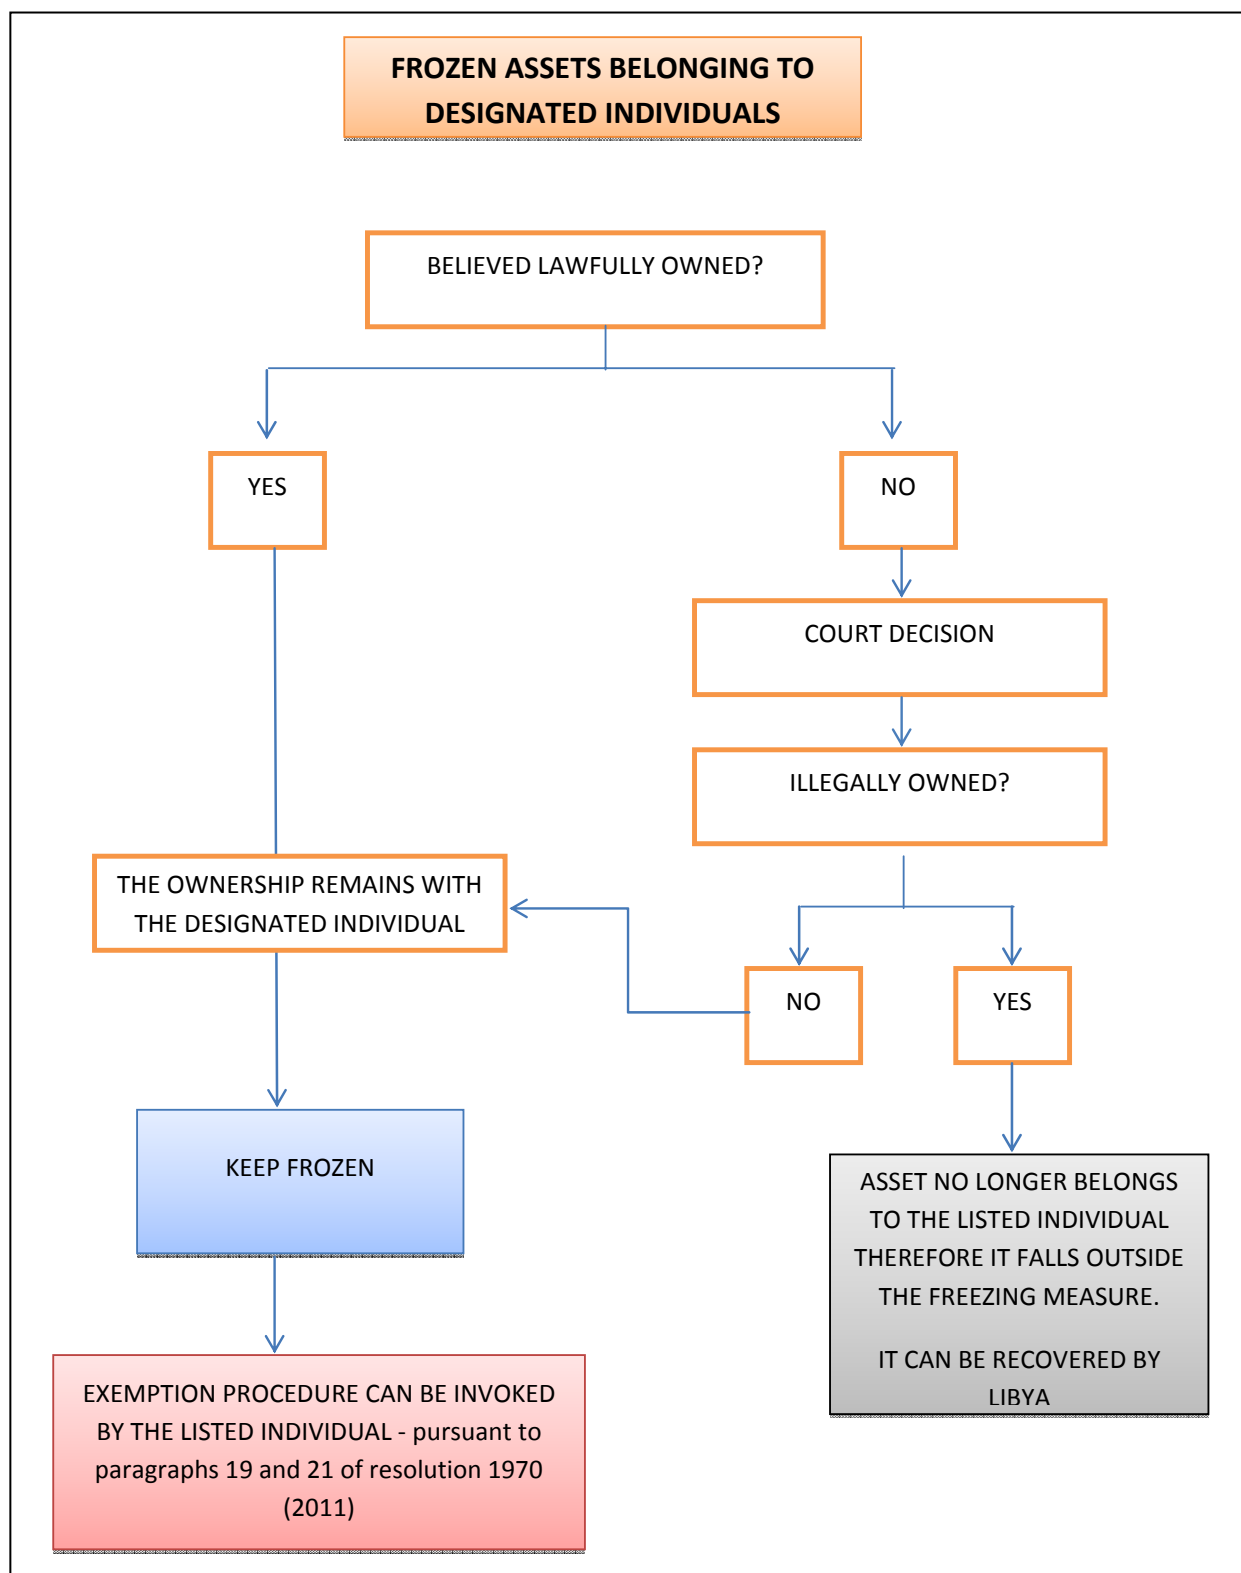 FROZEN ASSETS BELONGING TO
DESIGNATED INDIVIDUALS
BELIEVED LAWFULLY OWNED?
YES
NO
COURT DECISION
ILLEGALLY OWNED?
THE OWNERSHIP REMAINS WITH
THE DESIGNATED INDIVIDUAL
NO
YES
KEEP FROZEN
ASSET NO LONGER BELONGS
TO THE LISTED INDIVIDUAL
THEREFORE IT FALLS OUTSIDE
THE FREEZING MEASURE.
IT CAN BE RECOVERED BY
LIBYA
EXEMPTION PROCEDURE CAN BE INVOKED
BY THE LISTED INDIVIDUAL - pursuant to
paragraphs 19 and 21 of resolution 1970
(2011)